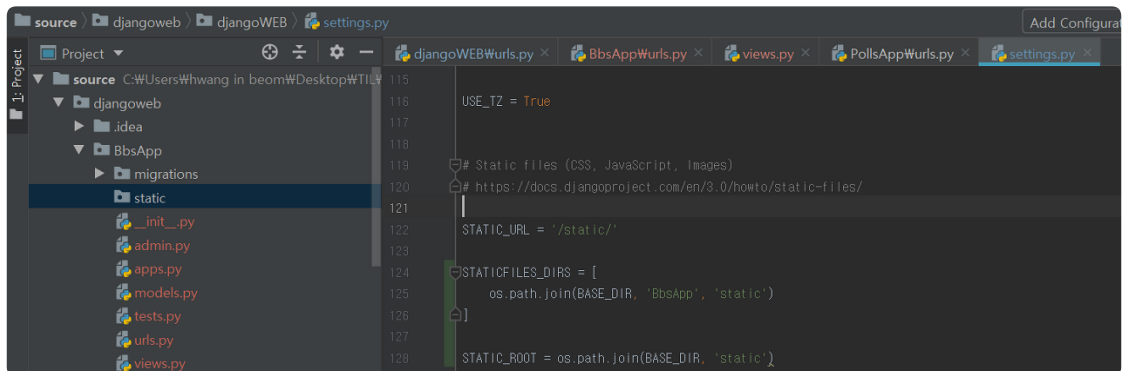 source djangoweb djangoWEB settings.py Add Configurat
1: Project
Project
djangoWEB₩urls.py BbsApp₩urls.py views.py PollsApp₩urls.py settings.py
source C:₩Users₩hwang in beom₩Desktop₩TIL₩
djangoweb
.idea
BbsApp
migrations
static
__init__.py
admin.py
apps.py
models.py
tests.py
urls.py
views.py
115
116 USE_TZ = True
117
118
119 # Static files (CSS, JavaScript, Images)
120 # https://docs.djangoproject.com/en/3.0/howto/static-files/
121
122 STATIC_URL = '/static/'
123
124 STATICFILES_DIRS = [
125 os.path.join(BASE_DIR, 'BbsApp', 'static')
126 ]
127
128 STATIC_ROOT = os.path.join(BASE_DIR, 'static')